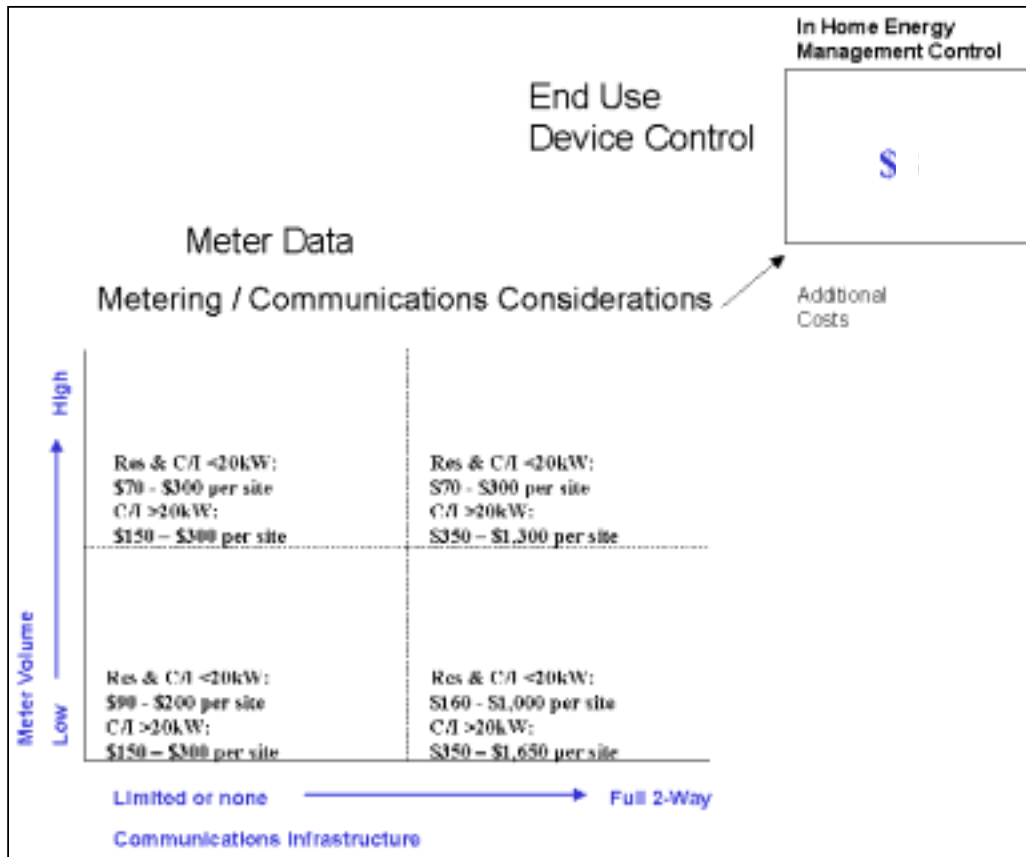 In Home Energy
Management Control
End Use
Device Control
$
Meter Data
Metering / Communications Considerations
Additional
Costs
High
Res & C/I <20kW:
$70 - $300 per site
C/I >20kW:
$150 – $300 per site
Res & C/I <20kW:
$70 - $300 per site
C/I >20kW:
$350 – $1,300 per site
Meter Volume
Low
Res & C/I <20kW:
$90 - $200 per site
C/I >20kW:
$150 – $300 per site
Res & C/I <20kW:
$160 - $1,000 per site
C/I >20kW:
$350 – $1,650 per site
Limited or none
Full 2-Way
Communications Infrastructure